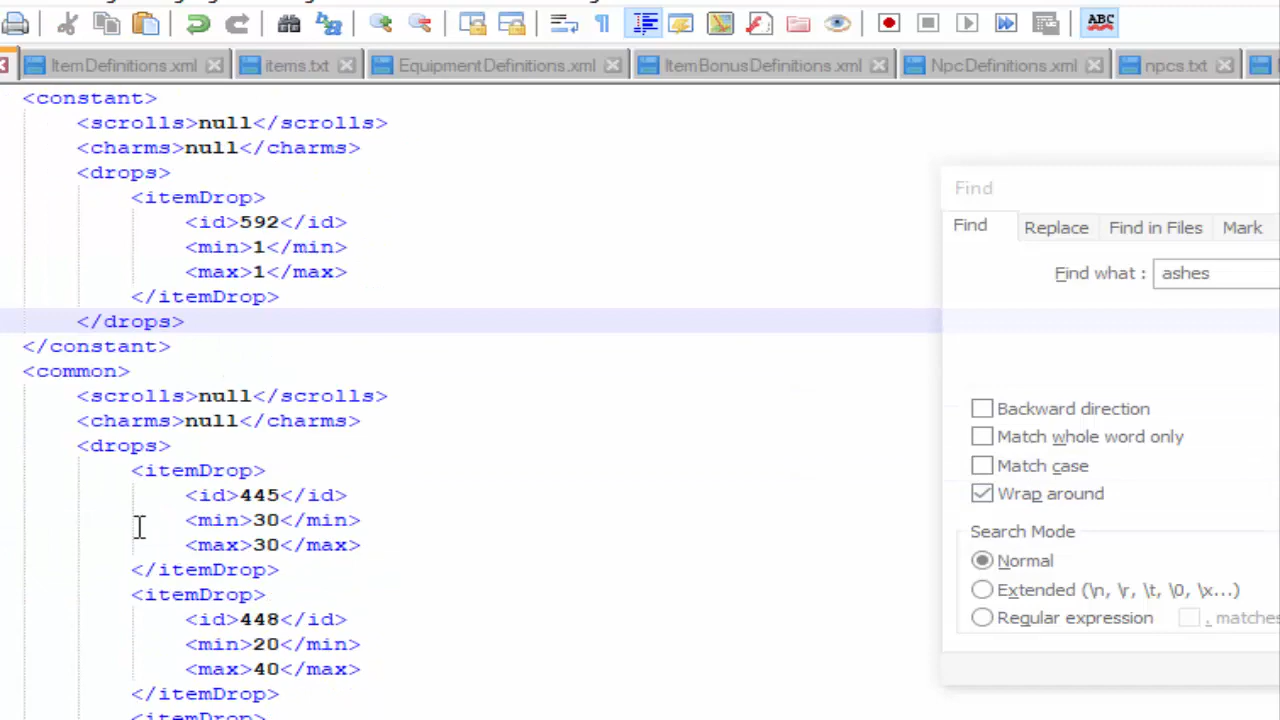 ABC
ItemDefinitions.xml
items.txt
EquipmentDefinitions.xml
ItemBonusDefinitions.xml
NpcDefinitions.xml
npcs.txt
<constant>
<scrolls>null</scrolls>
<charms>null</charms>
<drops>
<itemDrop>
<id>592</id>
<min>1</min>
<max>1</max>
</itemDrop>
</drops>
</constant>
<common>
<scrolls>null</scrolls>
<charms>null</charms>
<drops>
<itemDrop>
<id>445</id>
<min>30</min>
<max>30</max>
</itemDrop>
<itemDrop>
<id>448</id>
<min>20</min>
<max>40</max>
</itemDrop>
<itemDrop>
Find
Find Replace Find in Files Mark
Find what : ashes
Backward direction
Match whole word only
Match case
Wrap around
Search Mode
Normal
Extended (\n, \r, \t, \0, \x...)
Regular expression . matches